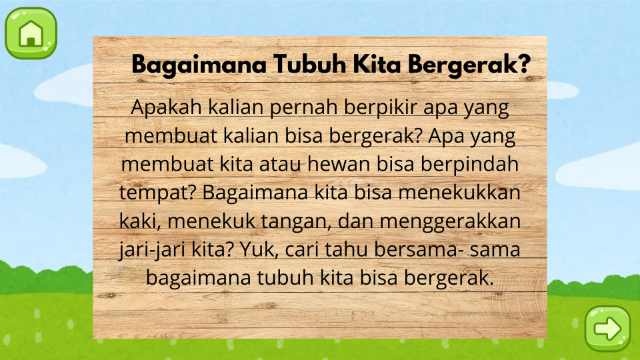 Bagaimana Tubuh Kita Bergerak?
Apakah kalian pernah berpikir apa yang
membuat kalian bisa bergerak? Apa yang
membuat kita atau hewan bisa berpindah
tempat? Bagaimana kita bisa menekukkan
kaki, menekuk tangan, dan menggerakkan
jari-jari kita? Yuk, cari tahu bersama- sama
bagaimana tubuh kita bisa bergerak.